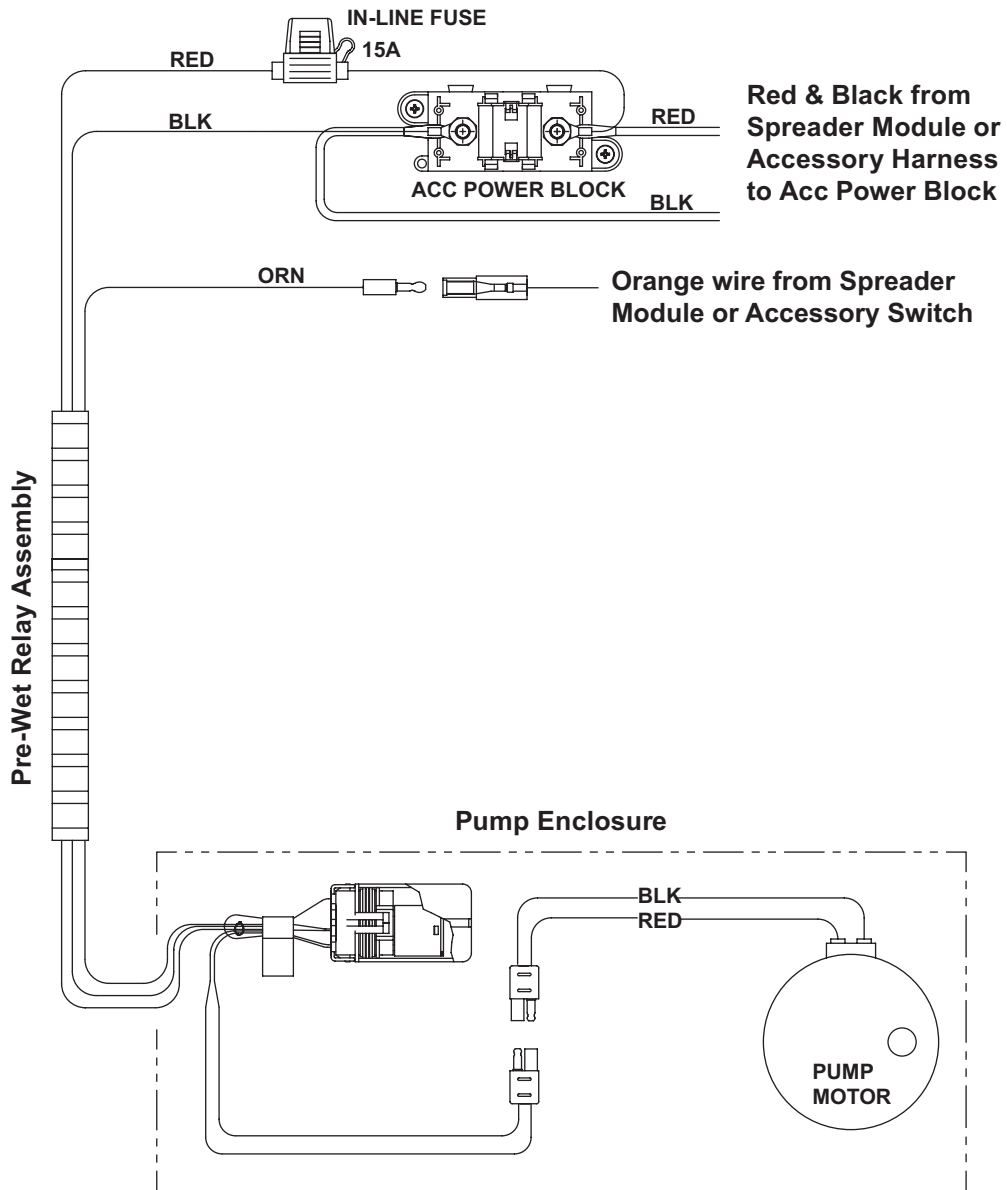 IN-LINE FUSE
15A
RED
BLK
ACC POWER BLOCK
RED
BLK
Red & Black from
Spreader Module or
Accessory Harness
to Acc Power Block
ORN
Orange wire from Spreader
Module or Accessory Switch
Pre-Wet Relay Assembly
Pump Enclosure
BLK
RED
PUMP
MOTOR